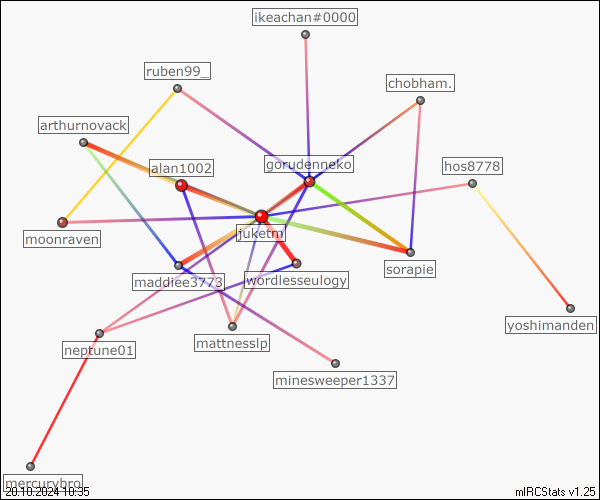 ikeachan#0000
ruben99_
chobham.
arthurnovack
alan1002
gorudenneko
hos8778
moonraven
juketm
maddiee3773
wordlesseulogy
sorapie
yoshimanden
neptune01
mattnesslp
minesweeper1337
mercurybro
20.10.2024 10:35
mIRCStats v1.25